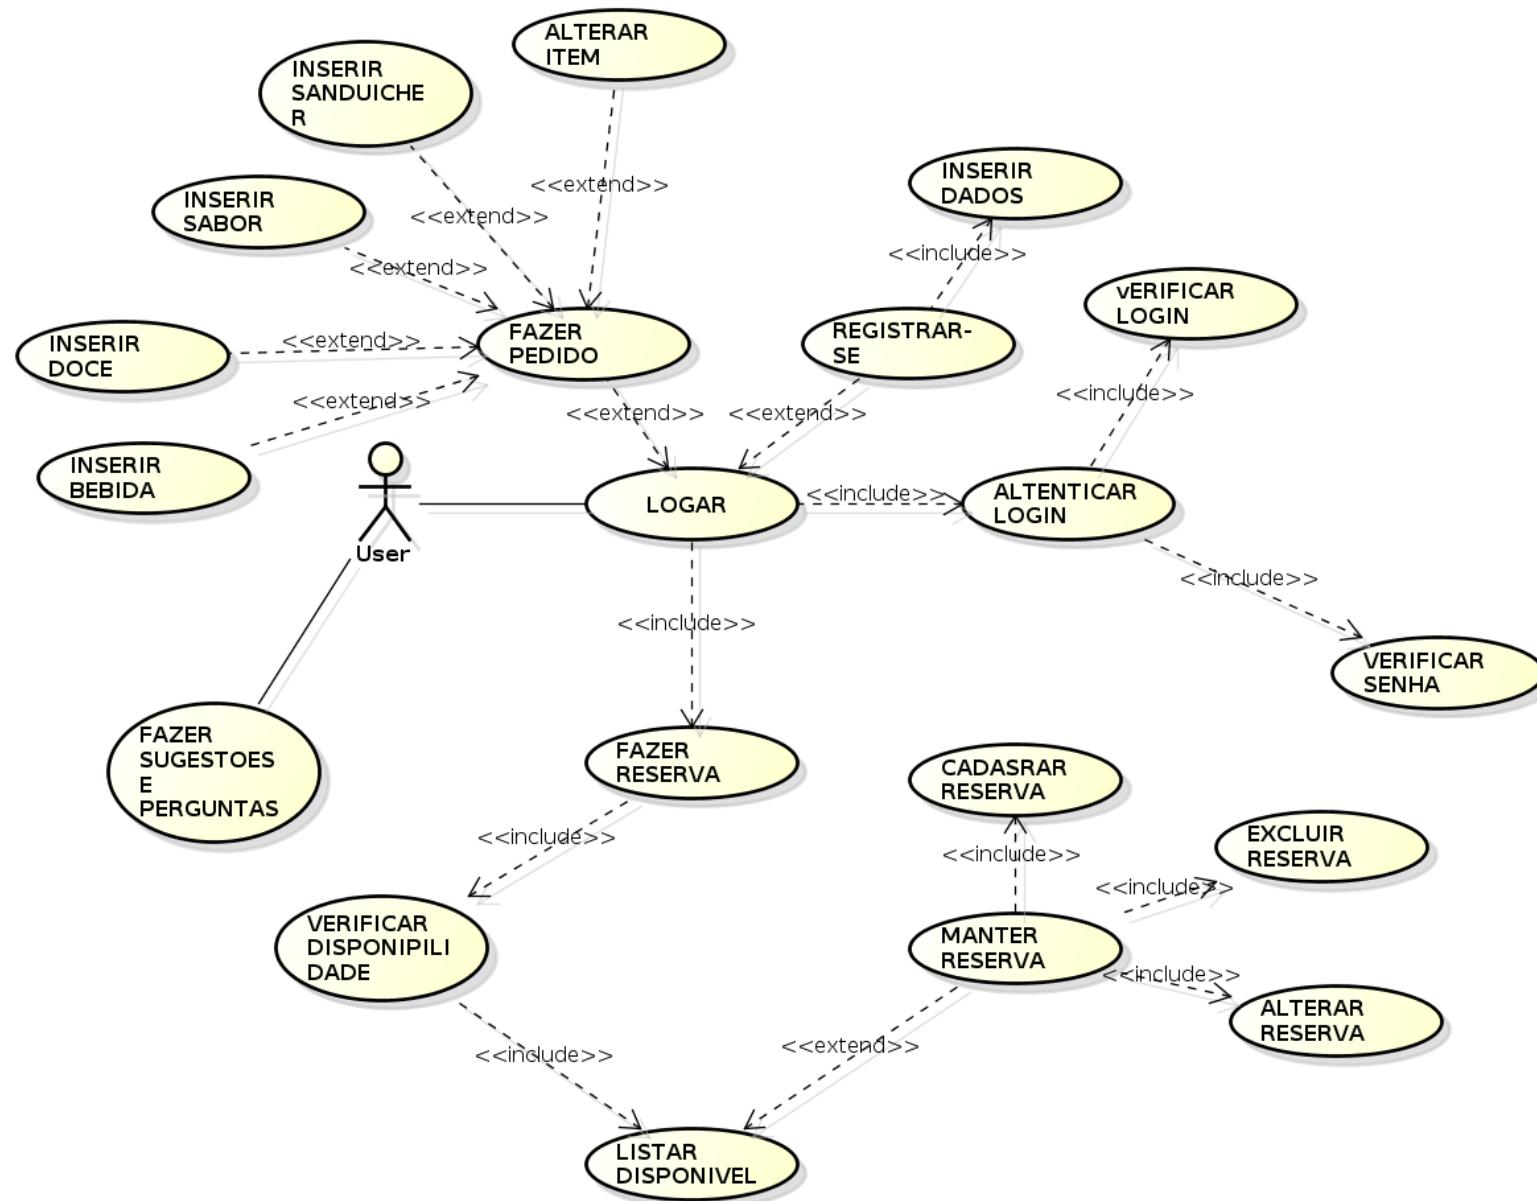 ALTERAR
ITEM
INSERIR
SANDUICHE
R
<<extend>>
INSERIR
DADOS
INSERIR
SABOR
<<extend>>
<<include>>
<<extend>>
vERIFICAR
LOGIN
INSERIR
DOCE
<<extend>>
FAZER
PEDIDO
REGISTRAR-
SE
<<include>>
<<extend>>
<<extend>>
<<extend>>
INSERIR
BEBIDA
User
LOGAR
<<include>>
ALTENTICAR
LOGIN
<<include>>
<<include>>
VERIFICAR
SENHA
FAZER
SUGESTOES
E
PERGUNTAS
FAZER
RESERVA
CADASRAR
RESERVA
<<include>>
<<include>>
EXCLUIR
RESERVA
<<include>>
VERIFICAR
DISPONIPILI
DADE
MANTER
RESERVA
<<include>>
ALTERAR
RESERVA
<<include>>
<<extend>>
LISTAR
DISPONIVEL